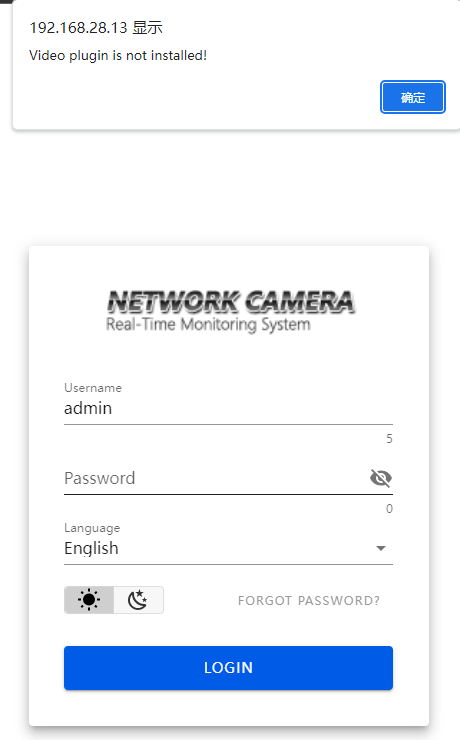 192.168.28.13 显示
Video plugin is not installed!
确定
NETWORK CAMERA
Real-Time Monitoring System
Username
admin
5
Password
0
Language
English
FORGOT PASSWORD?
LOGIN